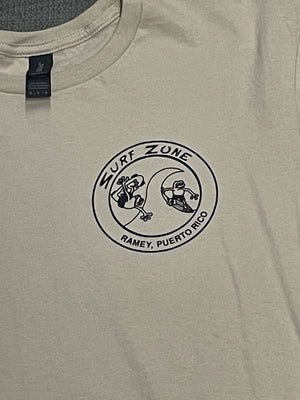 SURF ZONE
RAMEY, PUERTO RICO